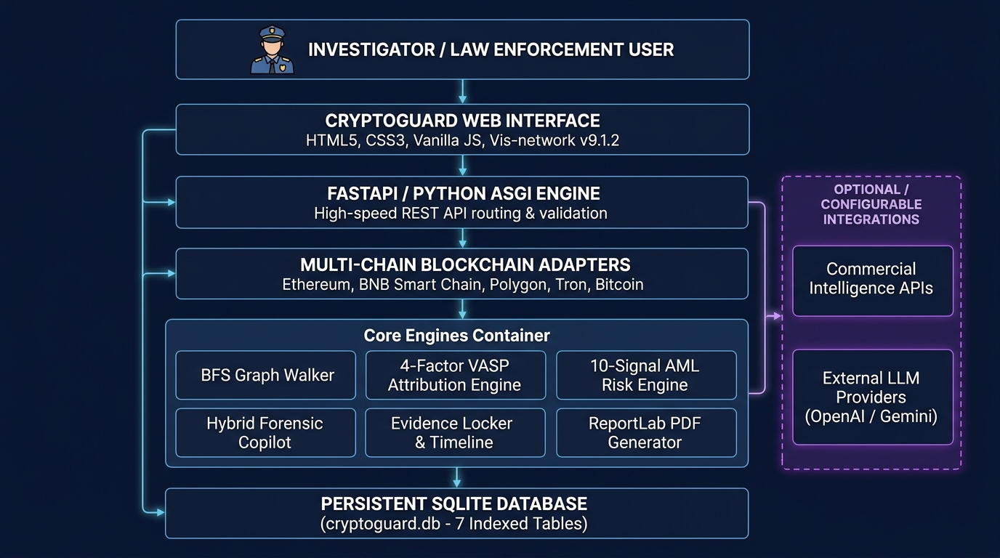 INVESTIGATOR / LAW ENFORCEMENT USER
CRYPTOGUARD WEB INTERFACE
HTML5, CSS3, Vanilla JS, Vis-network v9.1.2
FASTAPI / PYTHON ASGI ENGINE
High-speed REST API routing & validation
MULTI-CHAIN BLOCKCHAIN ADAPTERS
Ethereum, BNB Smart Chain, Polygon, Tron, Bitcoin
Core Engines Container
BFS Graph Walker
4-Factor VASP
Attribution Engine
10-Signal AML
Risk Engine
Hybrid Forensic
Copilot
Evidence Locker
& Timeline
ReportLab PDF
Generator
PERSISTENT SQLITE DATABASE
(cryptoguard.db - 7 Indexed Tables)
OPTIONAL /
CONFIGURABLE
INTEGRATIONS
Commercial
Intelligence APIs
External LLM
Providers
(OpenAI / Gemini)